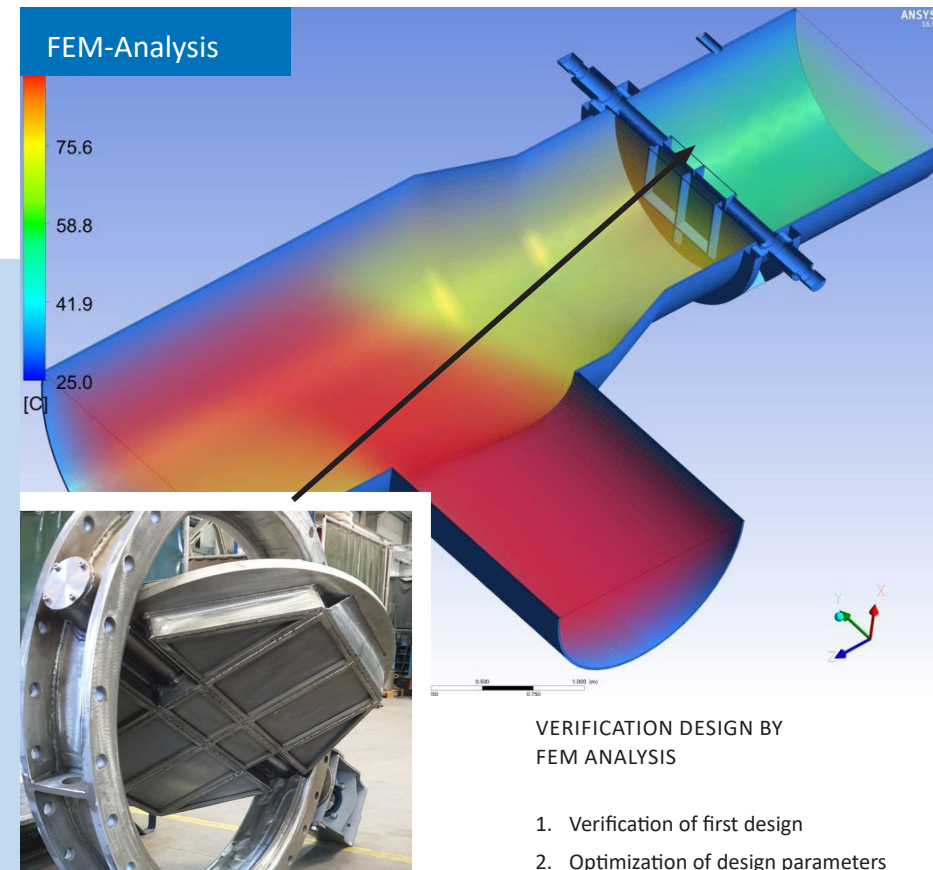 FEM-Analysis
ANSYS
75.6
58.8
41.9
25.0
[C]
Y
X
Z
0.500
1.000 (m)
0.750
VERIFICATION DESIGN BY
FEM ANALYSIS
1. Verification of first design
2. Optimization of design parameters